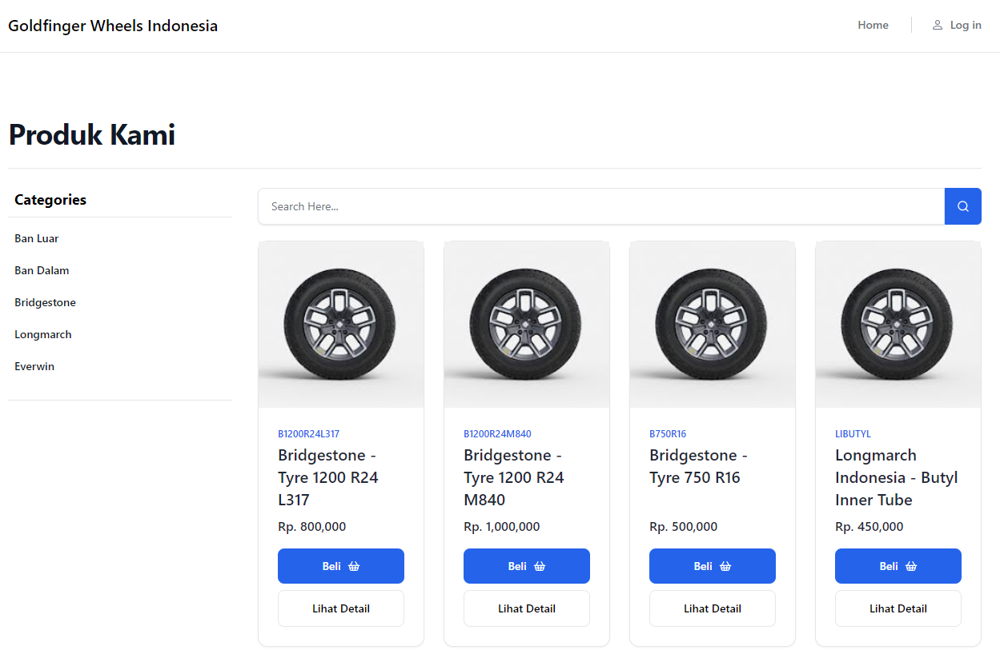 Goldfinger Wheels Indonesia
Home
Log in
Produk Kami
Categories
Ban Luar
Ban Dalam
Bridgestone
Longmarch
Everwin
Search Here...
B1200R24L317
Bridgestone -
Tyre 1200 R24
L317
Rp. 800,000
Beli
Lihat Detail
B1200R24M840
Bridgestone -
Tyre 1200 R24
M840
Rp. 1,000,000
Beli
Lihat Detail
B750R16
Bridgestone -
Tyre 750 R16
Rp. 500,000
Beli
Lihat Detail
LIBUTYL
Longmarch
Indonesia - Butyl
Inner Tube
Rp. 450,000
Beli
Lihat Detail